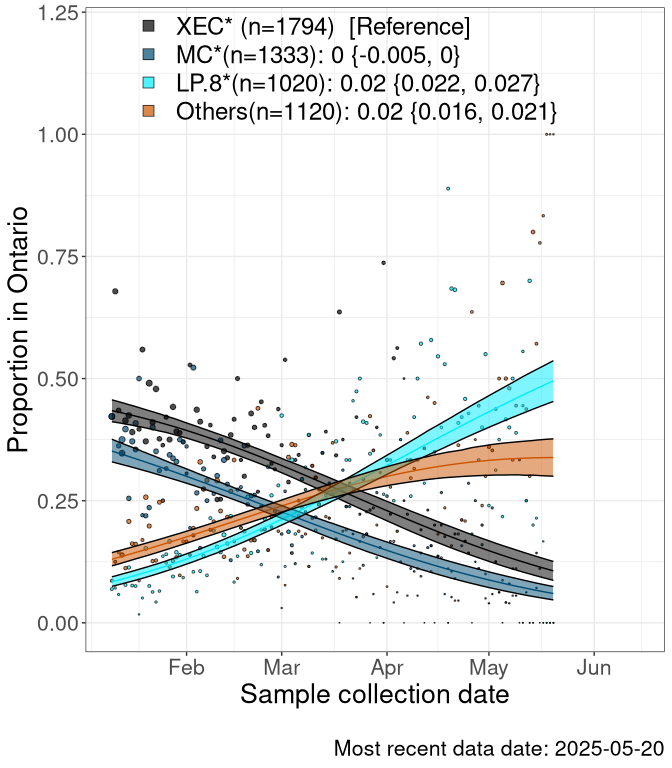 XEC* (n=1794)  [Reference]
MC*(n=1333): 0 {-0.005, 0}
LP.8*(n=1020): 0.02 {0.022, 0.027}
Others(n=1120): 0.02 {0.016, 0.021}
1.25
1.00
0.75
0.50
0.25
0.00
Proportion in Ontario
Feb Mar Apr May Jun
Sample collection date
Most recent data date: 2025-05-20